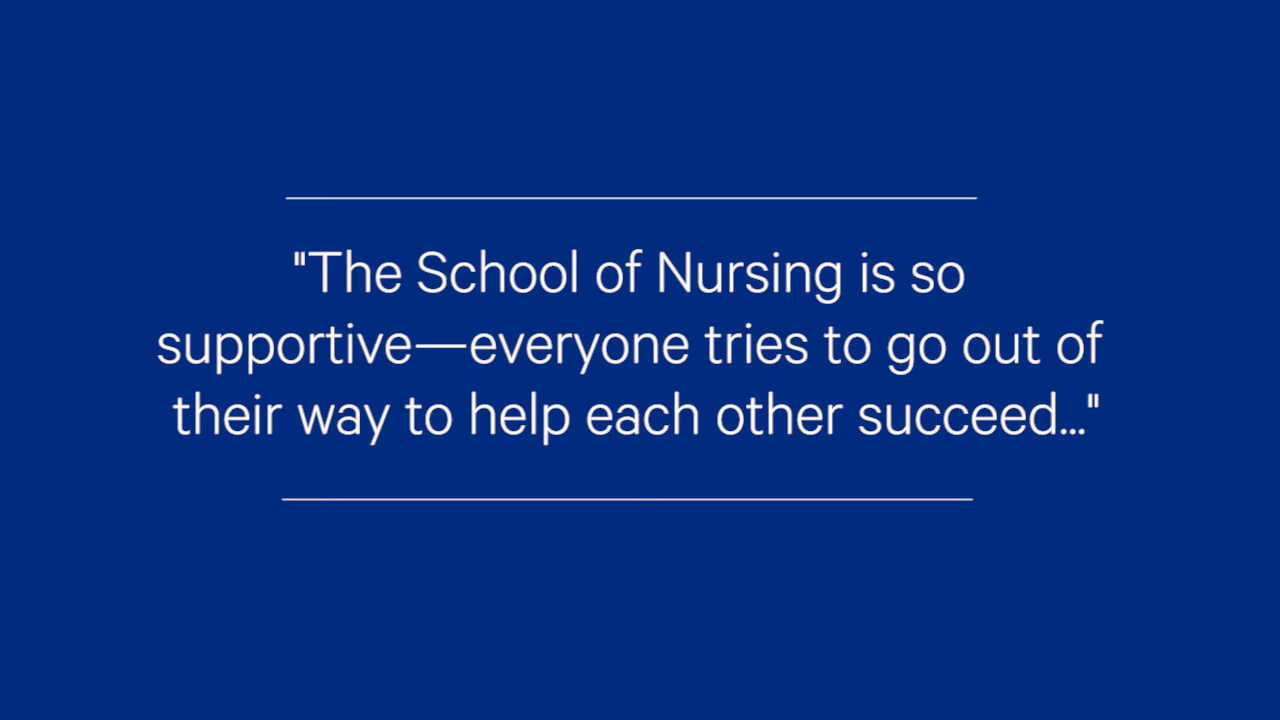 "The School of Nursing is so
supportive—everyone tries to go out of
their way to help each other succeed..."